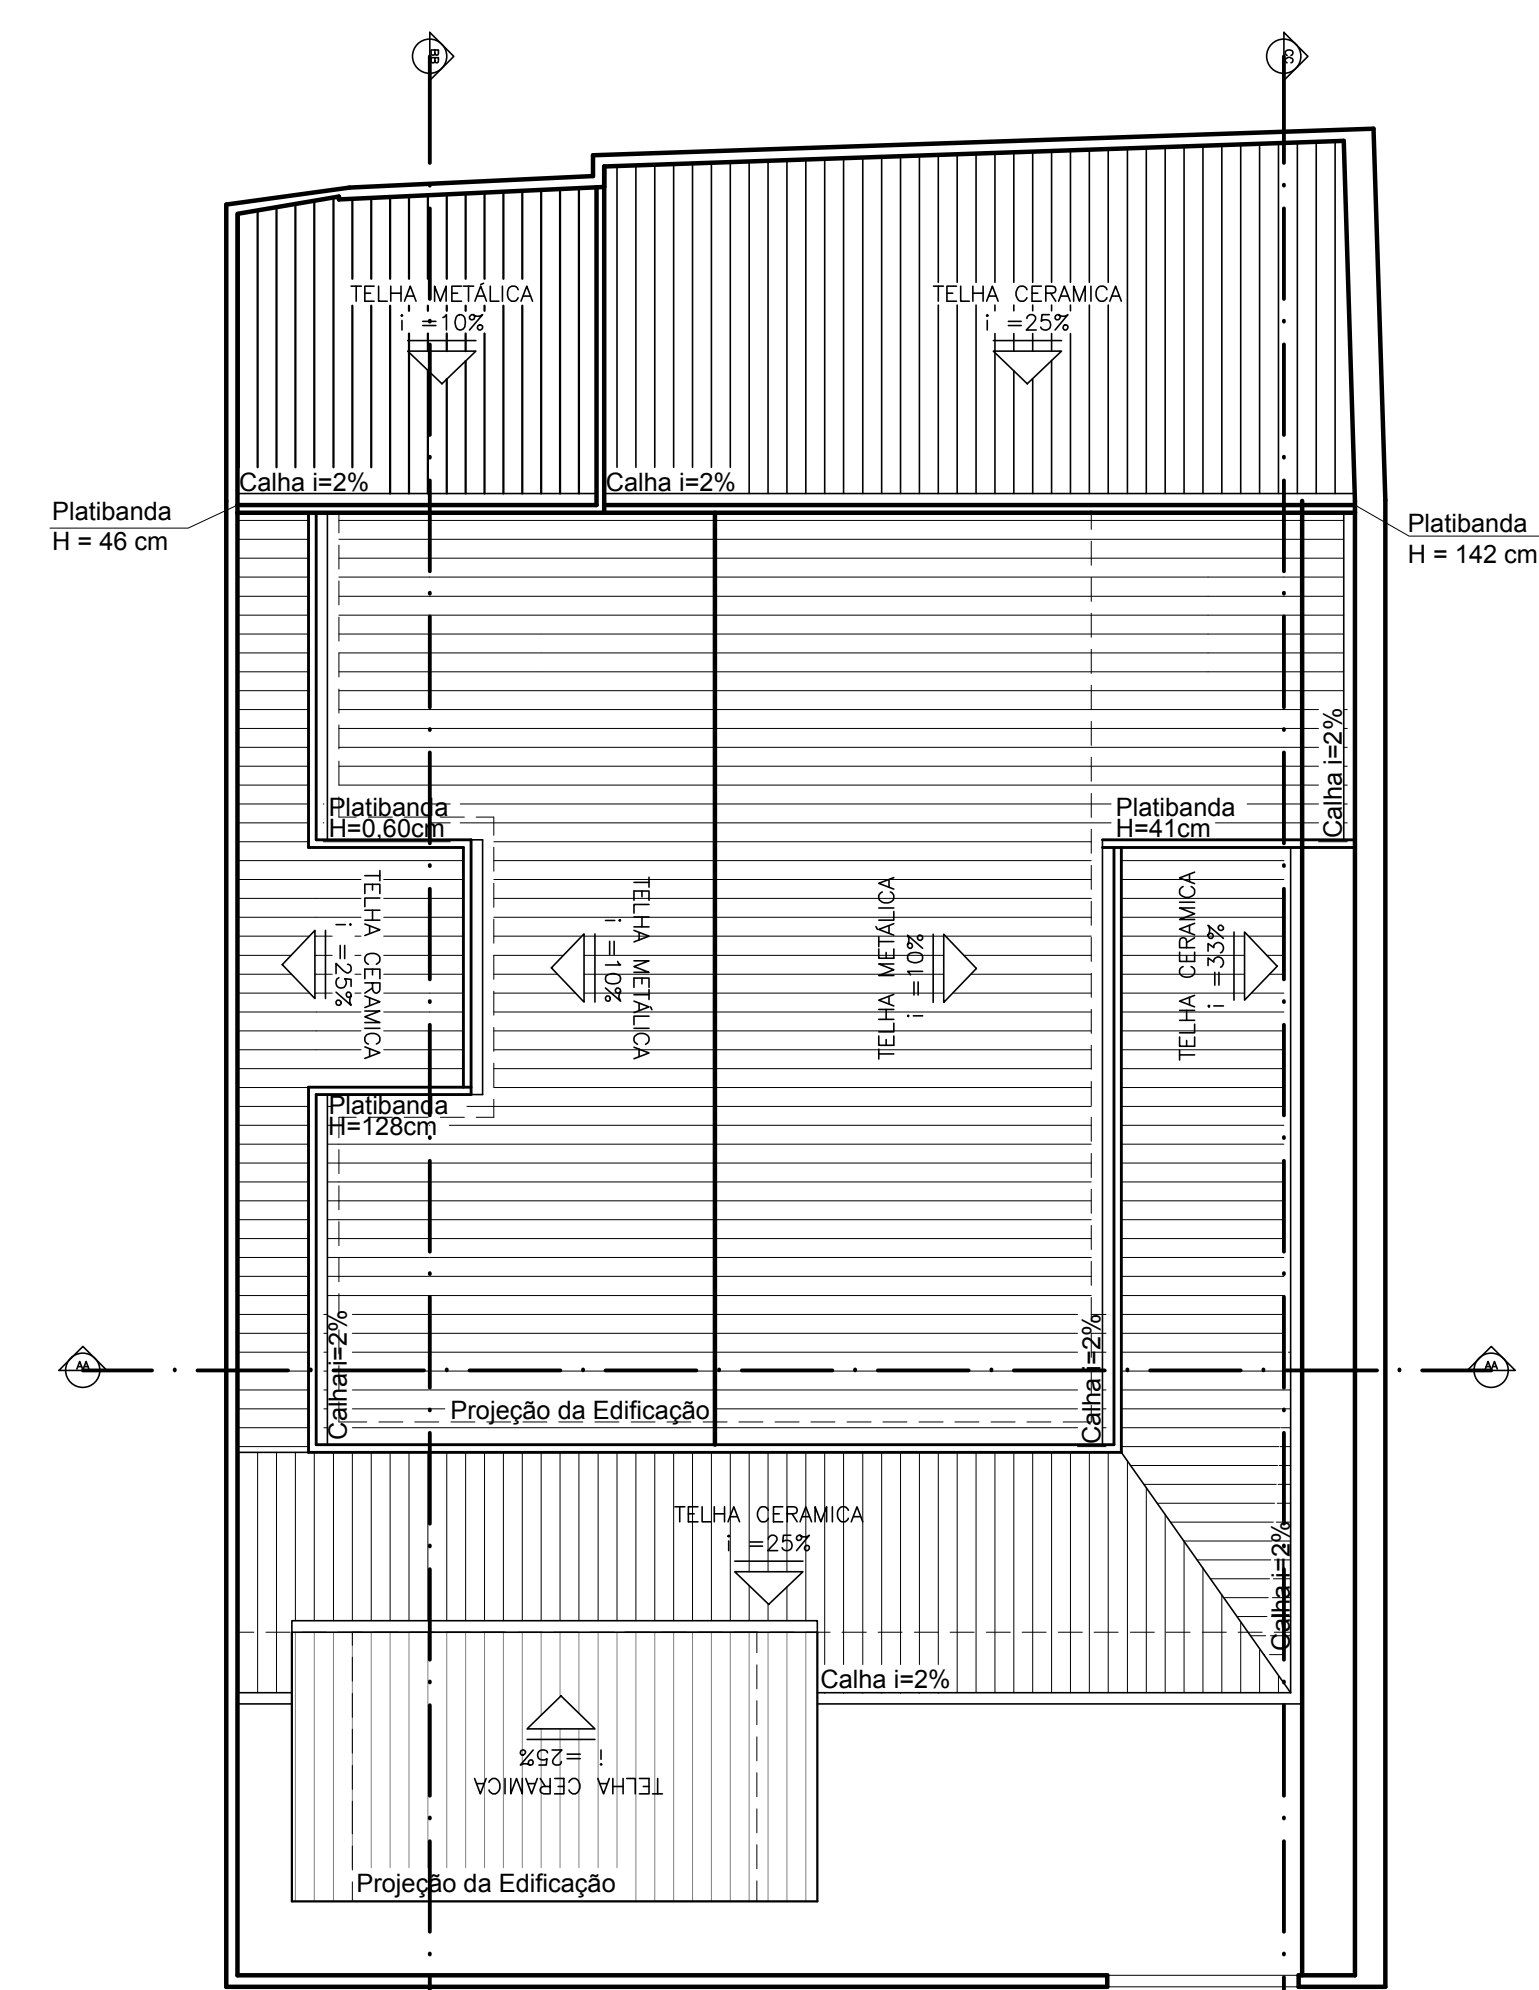 BB
CC
TELHA METÁLICA
i =10%
TELHA CERAMICA
i =25%
Calha i=2%
Calha i=2%
Platibanda
H = 46 cm
Platibanda
H = 142 cm
Calha i=2%
Platibanda
H=0,60cm
Platibanda
H=41cm
TELHA CERAMICA
i =25%
TELHA METÁLICA
i =10%
TELHA METÁLICA
i =10%
TELHA CERAMICA
i =33%
Platibanda
H=128cm
Calha i=2%
Calha i=2%
AA
AA
Projeção da Edificação
TELHA CERAMICA
i =25%
Calha i=2%
Calha i=2%
TELHA CERAMICA
i =25%
Projeção da Edificação